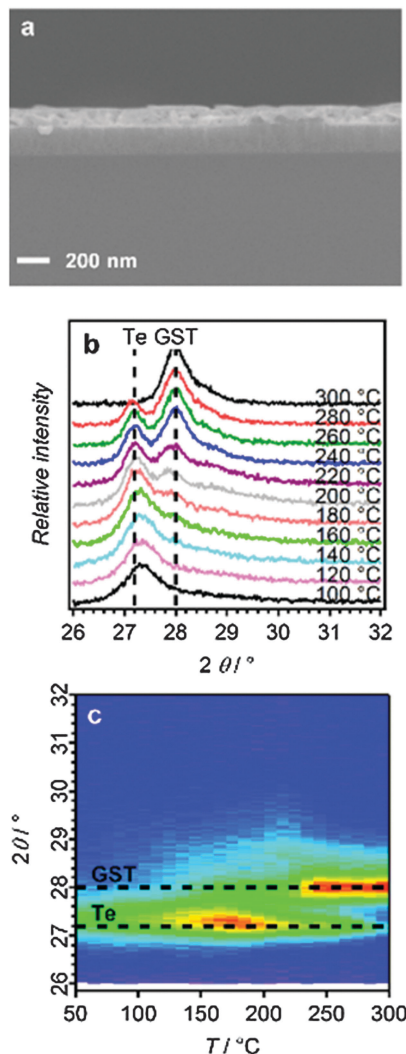 a
200 nm
b
Te GST
Relative intensity
300 °C
280 °C
260 °C
240 °C
220 °C
200 °C
180 °C
160 °C
140 °C
120 °C
100 °C
26 27 28 29 30 31 32
2 θ / °
c
2θ / °
32
31
30
29
28
27
26
GST
Te
50 100 150 200 250 300
T / °C